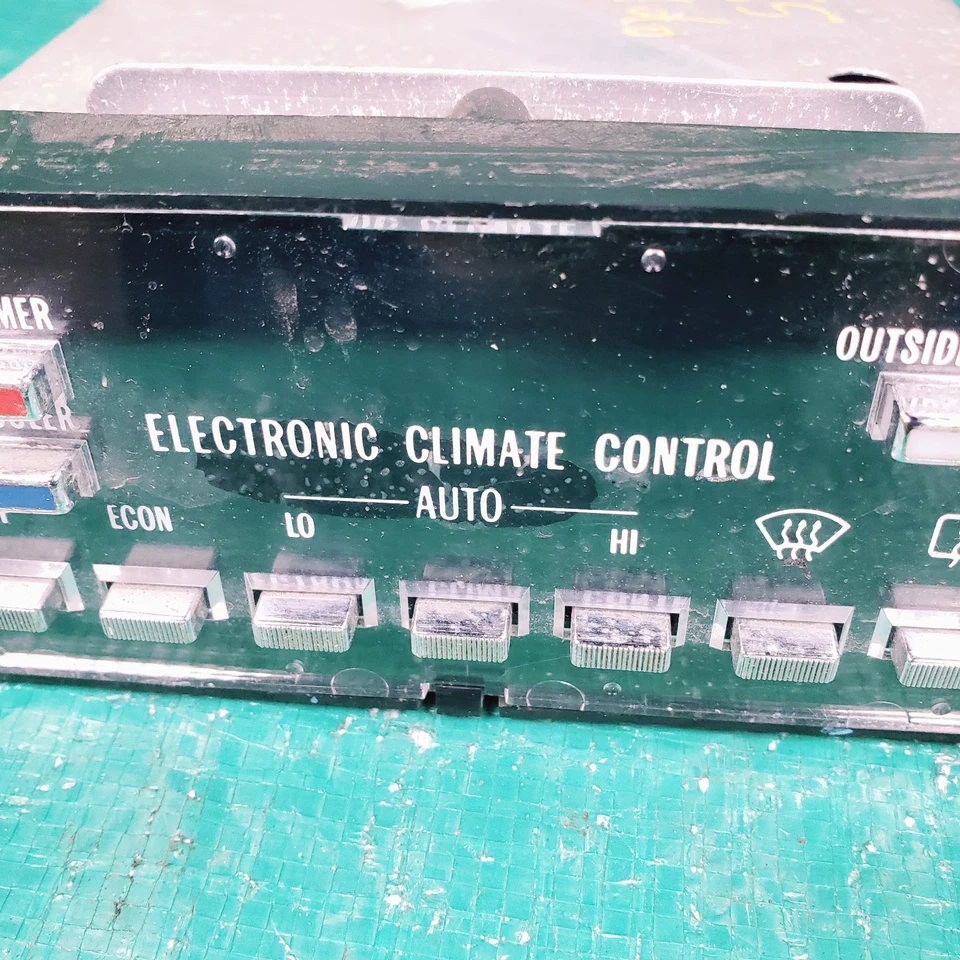 MER
OUTSID
ELECTRONIC CLIMATE CONTROL
AUTO
ECON
LO
HI